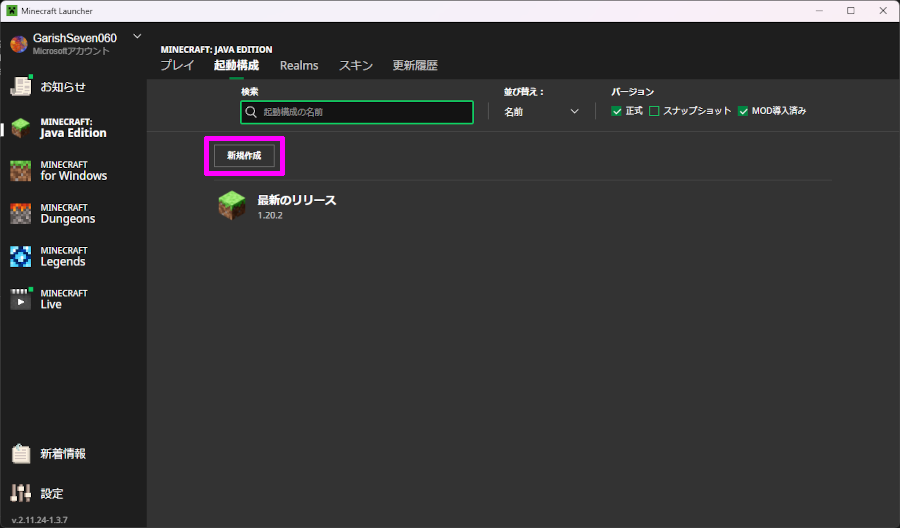 Minecraft Launcher
GarishSeven060
Microsoftアカウント
お知らせ
MINECRAFT:
Java Edition
MINECRAFT
for Windows
MINECRAFT
Dungeons
MINECRAFT
Legends
MINECRAFT
Live
新着情報
設定
v.2.11.24-1.3.7
MINECRAFT: JAVA EDITION
プレイ 起動構成 Realms スキン 更新履歴
検索 並び替え： バージョン
起動構成の名前 名前 正式 スナップショット MOD導入済み
新規作成
最新のリリース
1.20.2